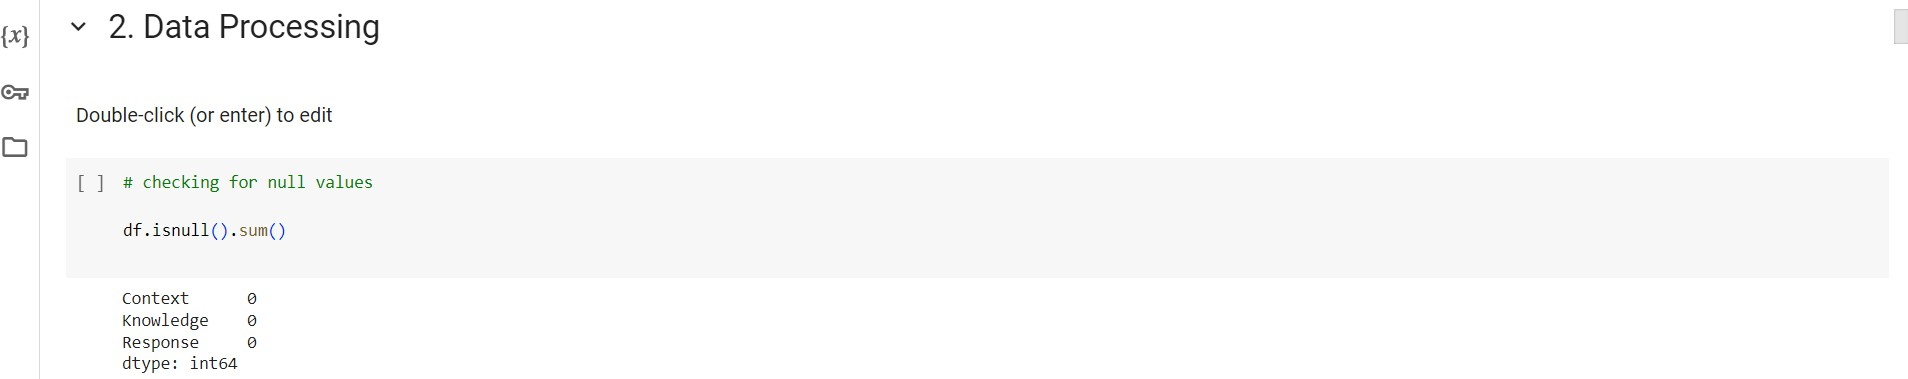 {x}
2. Data Processing
Double-click (or enter) to edit
[ ] # checking for null values
df.isnull().sum()
Context 0
Knowledge 0
Response 0
dtype: int64